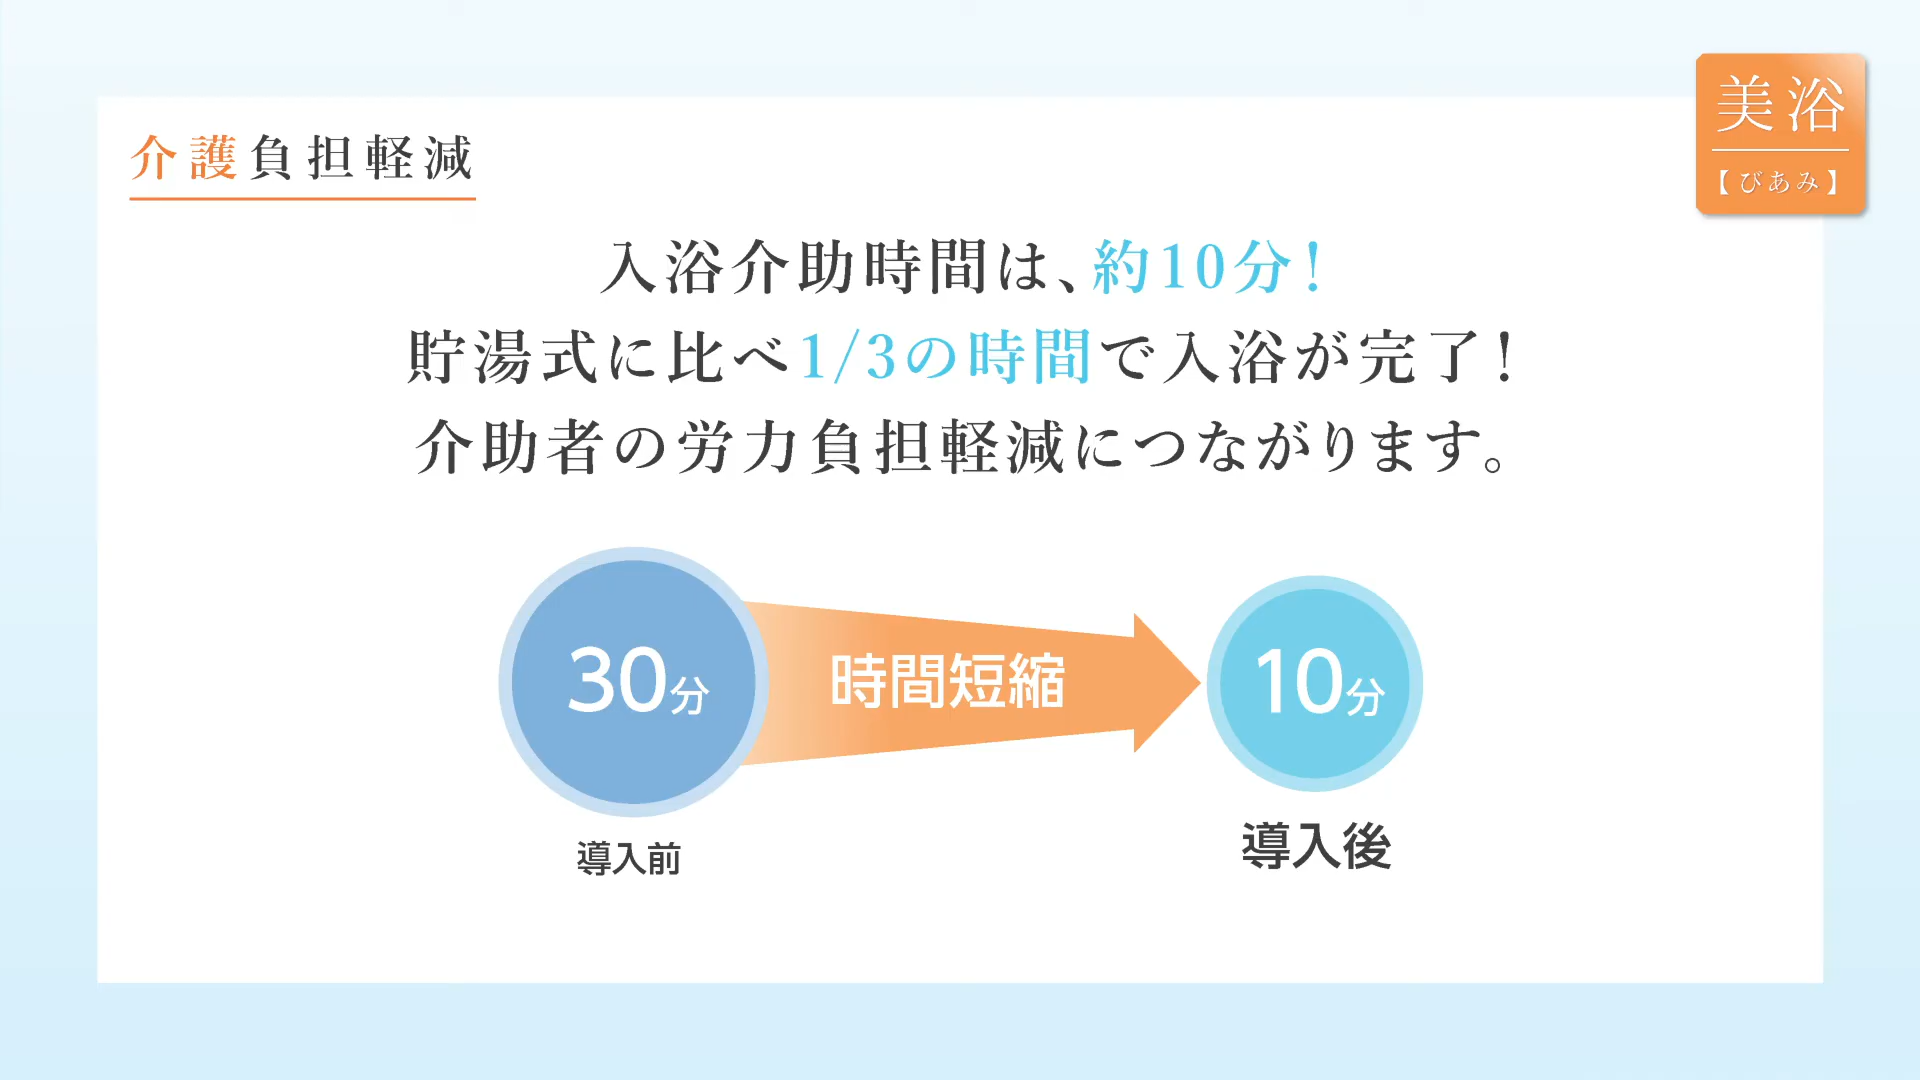 美浴
【びあみ】
介護負担軽減
入浴介助時間は、約10分！
貯湯式に比べ1/3の時間で入浴が完了！
介助者の労力負担軽減につながります。
30分
時間短縮
10分
導入前
導入後